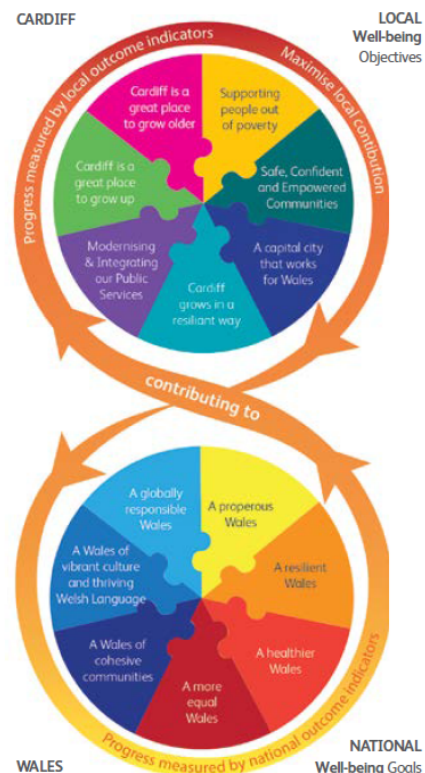 CARDIFF
LOCAL
Well-being
Objectives
Progress measured by local outcome indicators
Maximise local contibution
Cardiff is a
great place
to grow older
Supporting
people out
of poverty
Cardiff is a
great place
to grow up
Safe, Confident
and Empowered
Communities
Modernising
& Integrating
our Public
Services
A capital city
that works
for Wales
Cardiff
grows in a
resiliant way
contributing to
A globally
responsible
Wales
A properous
Wales
A Wales of
vibrant culture
and thriving
Welsh Language
A resilient
Wales
A Wales of
cohesive
communities
A healthier
Wales
A more
equal
Wales
Progress measured by national outcome indicators
WALES
NATIONAL
Well-being Goals